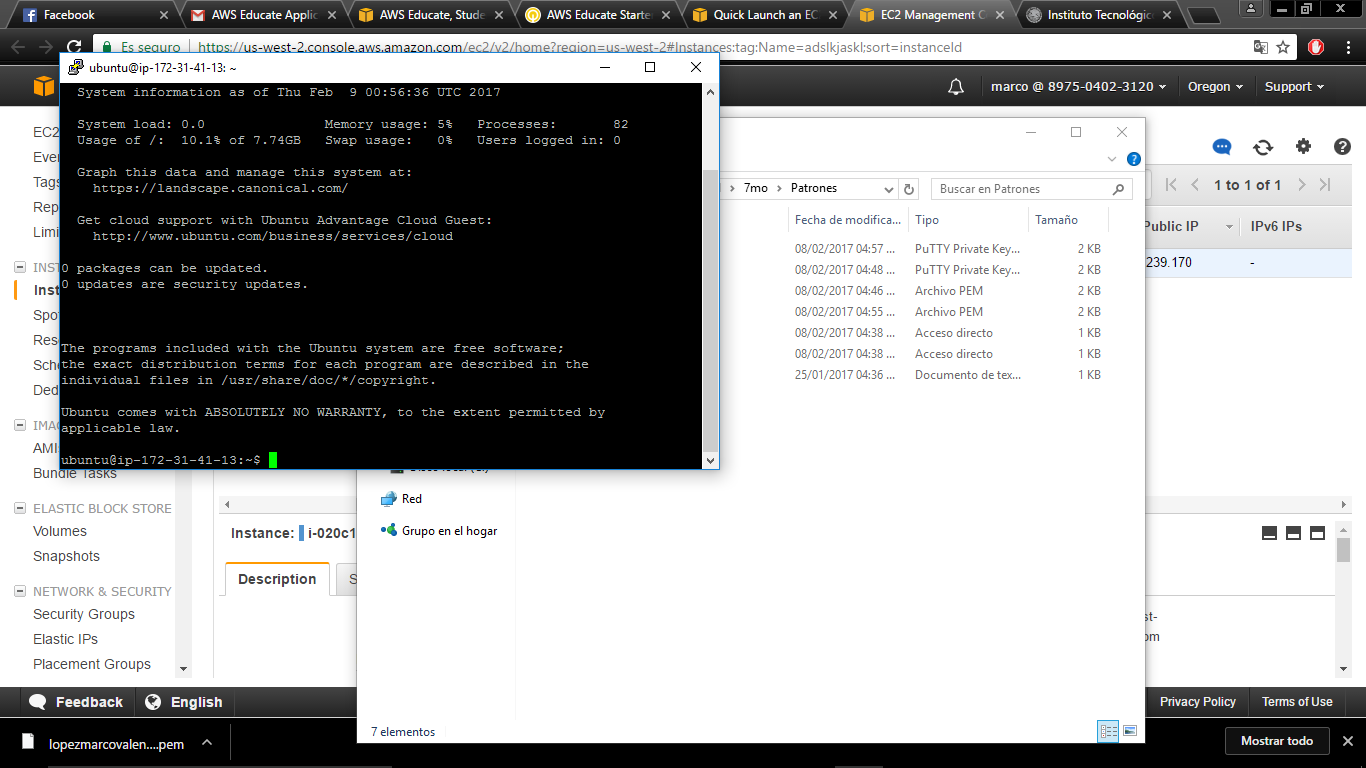 Facebook
AWS Educate Applic
AWS Educate, Stude
AWS Educate Starte
Quick Launch an EC
EC2 Management C
Instituto Tecnológic
Es seguro
https://us-west-2.console.aws.amazon.com/ec2/v2/home?region=us-west-2#Instances:tag:Name=adslkjaskl;sort=instanceId
ubuntu@ip-172-31-41-13: ~
marco @ 8975-0402-3120
Oregon
Support
System information as of Thu Feb 9 00:56:36 UTC 2017
System load: 0.0 Memory usage: 5% Processes: 82
Usage of /: 10.1% of 7.74GB Swap usage: 0% Users logged in: 0
Graph this data and manage this system at:
https://landscape.canonical.com/
Get cloud support with Ubuntu Advantage Cloud Guest:
http://www.ubuntu.com/business/services/cloud
0 packages can be updated.
0 updates are security updates.
The programs included with the Ubuntu system are free software;
the exact distribution terms for each program are described in the
individual files in /usr/share/doc/*/copyright.
Ubuntu comes with ABSOLUTELY NO WARRANTY, to the extent permitted by
applicable law.
ubuntu@ip-172-31-41-13:~$
7mo
Patrones
Buscar en Patrones
Fecha de modifica... Tipo Tamaño
08/02/2017 04:57 ... PuTTY Private Key... 2 KB
08/02/2017 04:48 ... PuTTY Private Key... 2 KB
08/02/2017 04:46 ... Archivo PEM 2 KB
08/02/2017 04:55 ... Archivo PEM 2 KB
08/02/2017 04:38 ... Acceso directo 1 KB
08/02/2017 04:38 ... Acceso directo 1 KB
25/01/2017 04:36 ... Documento de tex... 1 KB
Red
Grupo en el hogar
7 elementos
1 to 1 of 1
Public IP
IPv6 IPs
239.170
-
EC2
Ever
Tags
Rep
Limi
INST
Inst
Spo
Res
Sch
Ded
IMAG
AMI
Bundle Tasks
ELASTIC BLOCK STORE
Volumes
Snapshots
NETWORK & SECURITY
Security Groups
Elastic IPs
Placement Groups
Instance:
i-020c1
Description
S
st-
om
Feedback
English
Privacy Policy
Terms of Use
lopezmarcovalen....pem
Mostrar todo